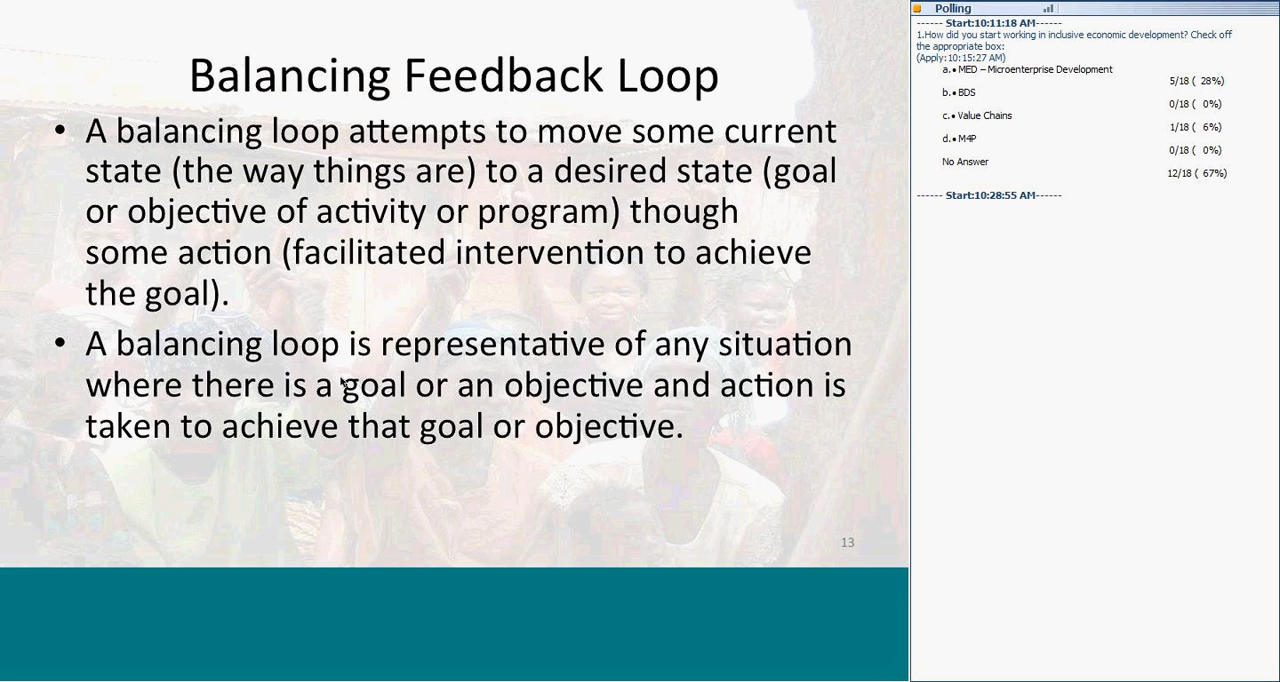 Balancing Feedback Loop
• A balancing loop attempts to move some current
state (the way things are) to a desired state (goal
or objective of activity or program) though
some action (facilitated intervention to achieve
the goal).
• A balancing loop is representative of any situation
where there is a goal or an objective and action is
taken to achieve that goal or objective.
13
Polling
------ Start:10:11:18 AM------
1.How did you start working in inclusive economic development? Check off
the appropriate box:
(Apply:10:15:27 AM)
a.• MED – Microenterprise Development
5/18 ( 28%)
b.• BDS
0/18 ( 0%)
c.• Value Chains
1/18 ( 6%)
d.• M4P
0/18 ( 0%)
No Answer
12/18 ( 67%)
------ Start:10:28:55 AM------